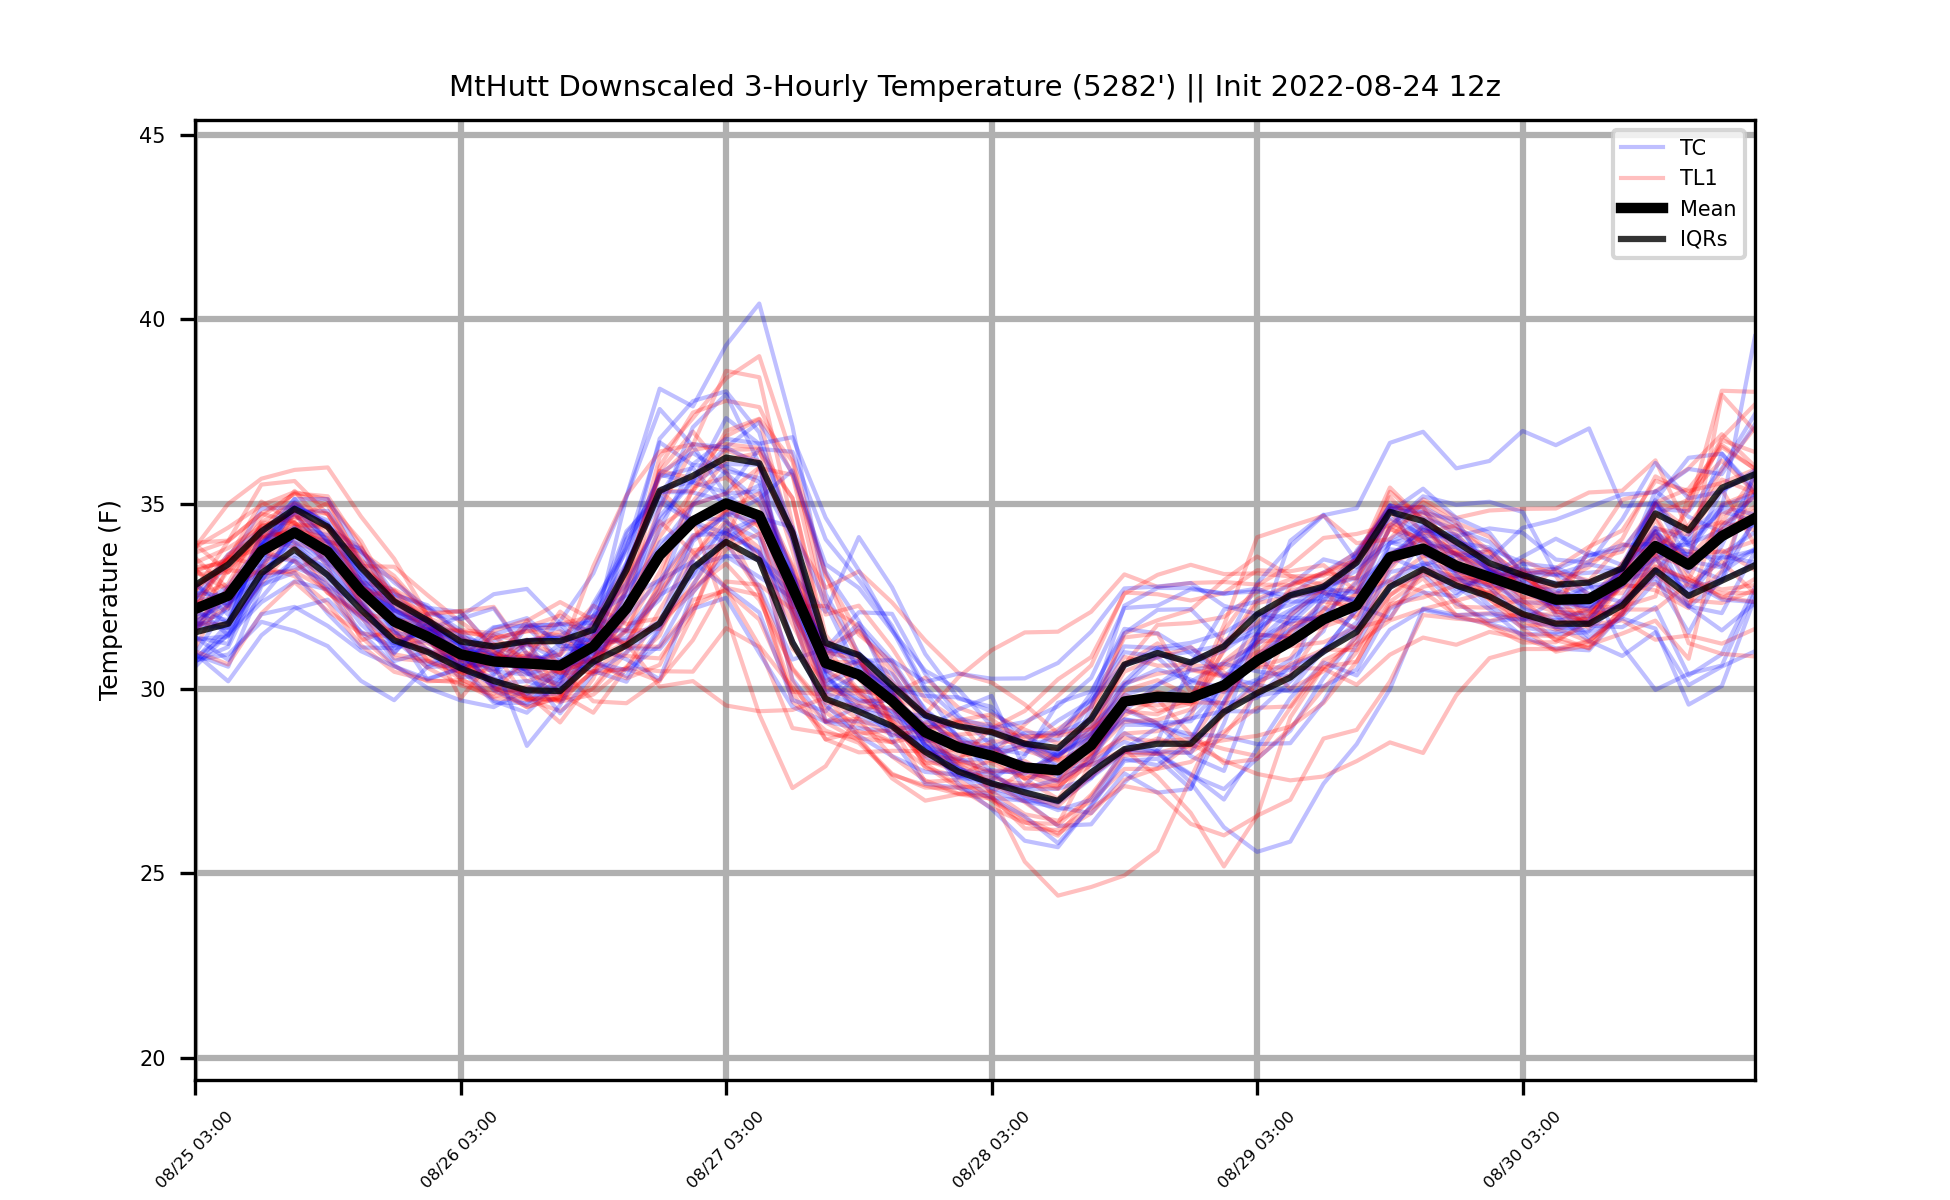 MtHutt Downscaled 3-Hourly Temperature (5282') || Init 2022-08-24 12z
TC
TL1
Mean
IQRs
Temperature (F)
45
40
35
30
25
20
08/25 03:00
08/26 03:00
08/27 03:00
08/28 03:00
08/29 03:00
08/30 03:00